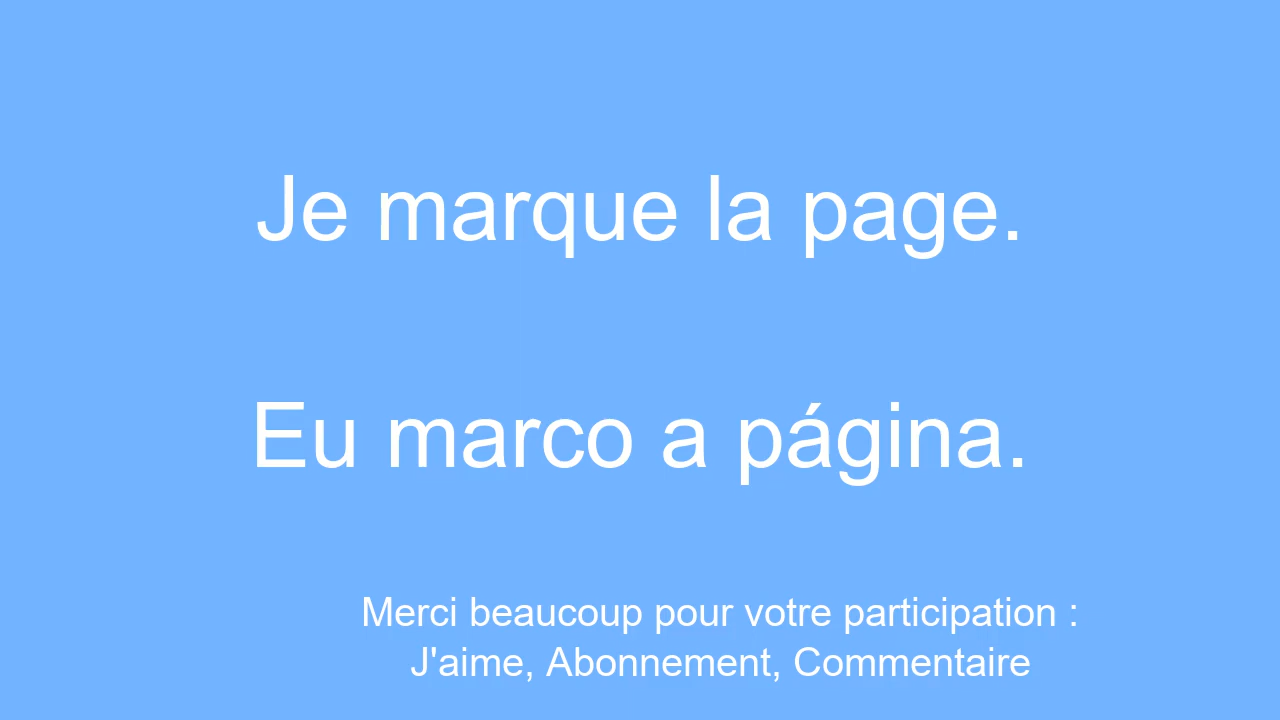 Je marque la page.
Eu marco a página.
Merci beaucoup pour votre participation :
J'aime, Abonnement, Commentaire